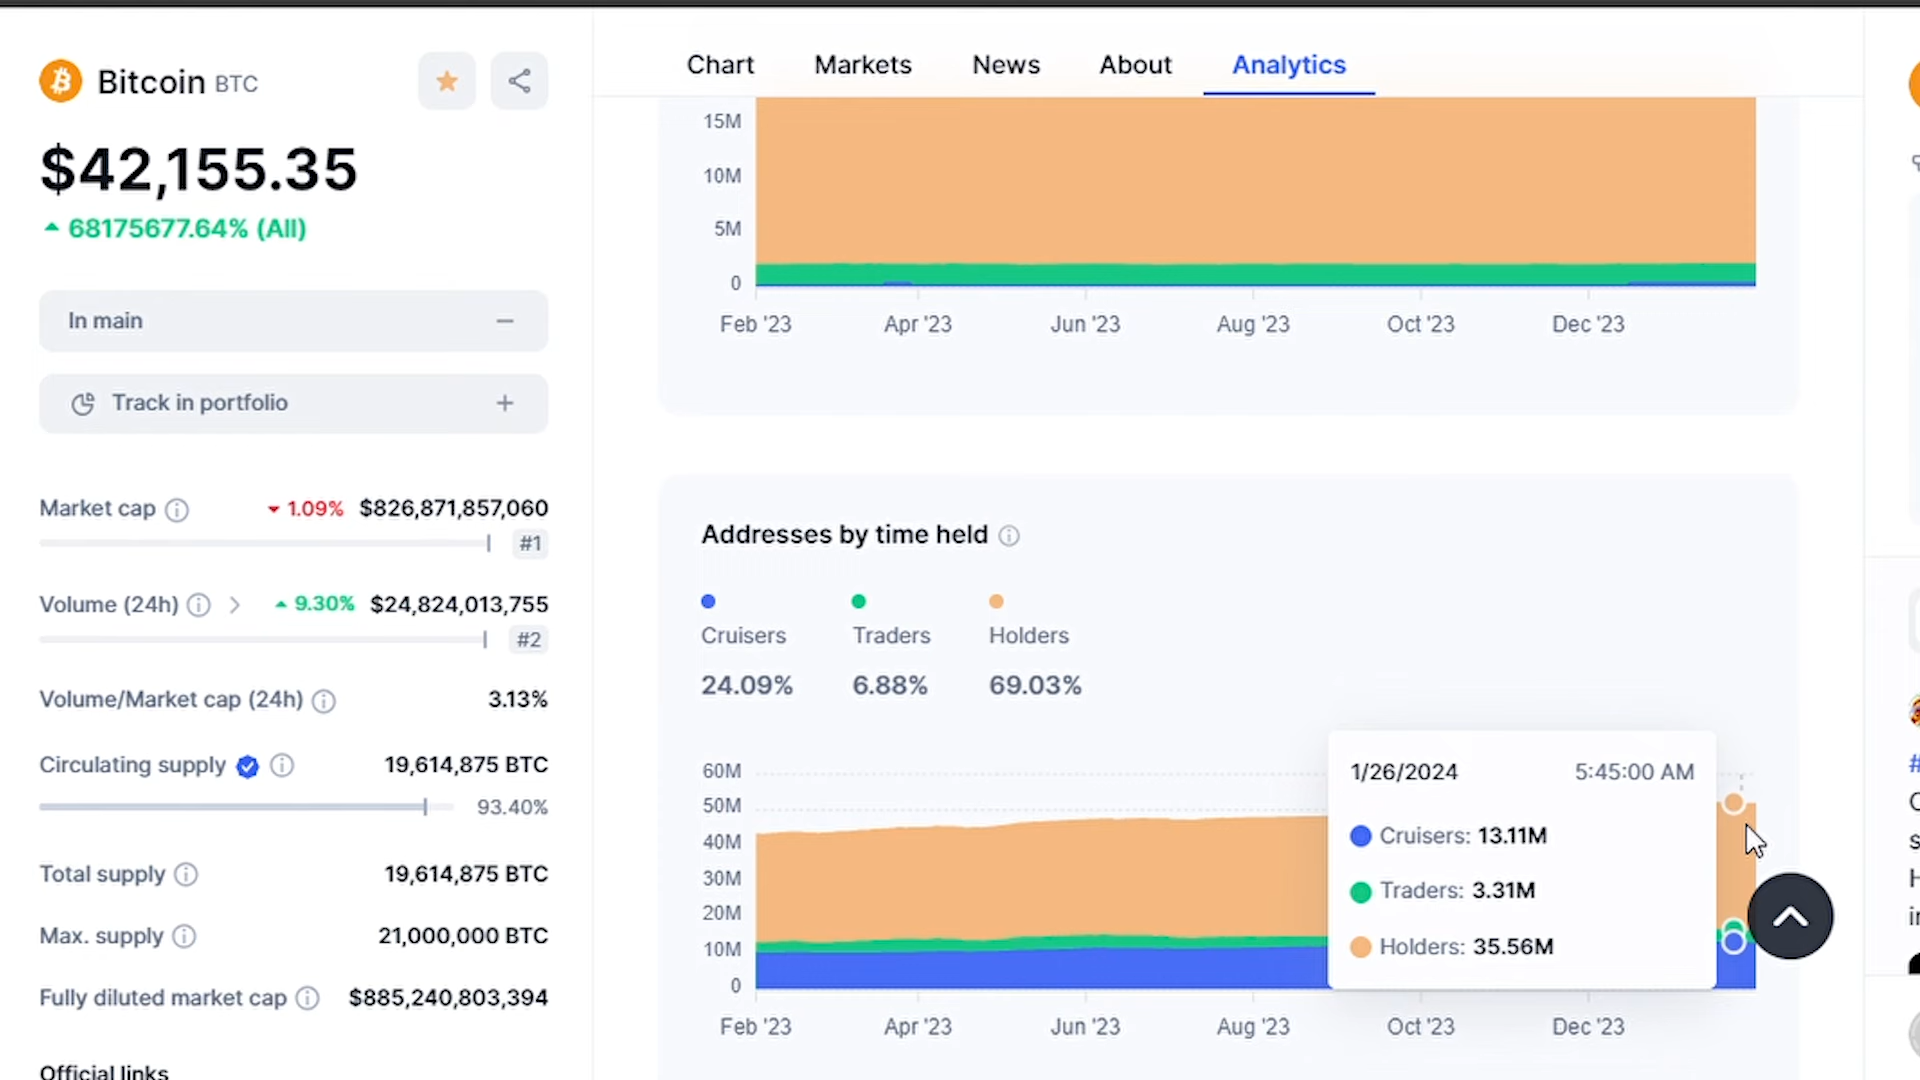 Bitcoin BTC
$42,155.35
68175677.64% (All)
In main
Track in portfolio
Market cap 1.09% $826,871,857,060
#1
Volume (24h) 9.30% $24,824,013,755
#2
Volume/Market cap (24h) 3.13%
Circulating supply 19,614,875 BTC
93.40%
Total supply 19,614,875 BTC
Max. supply 21,000,000 BTC
Fully diluted market cap $885,240,803,394
Official links
Chart Markets News About Analytics
15M
10M
5M
0
Feb '23 Apr '23 Jun '23 Aug '23 Oct '23 Dec '23
Addresses by time held
Cruisers Traders Holders
24.09% 6.88% 69.03%
60M
50M
40M
30M
20M
10M
0
Feb '23 Apr '23 Jun '23 Aug '23 Oct '23 Dec '23
1/26/2024 5:45:00 AM
Cruisers: 13.11M
Traders: 3.31M
Holders: 35.56M